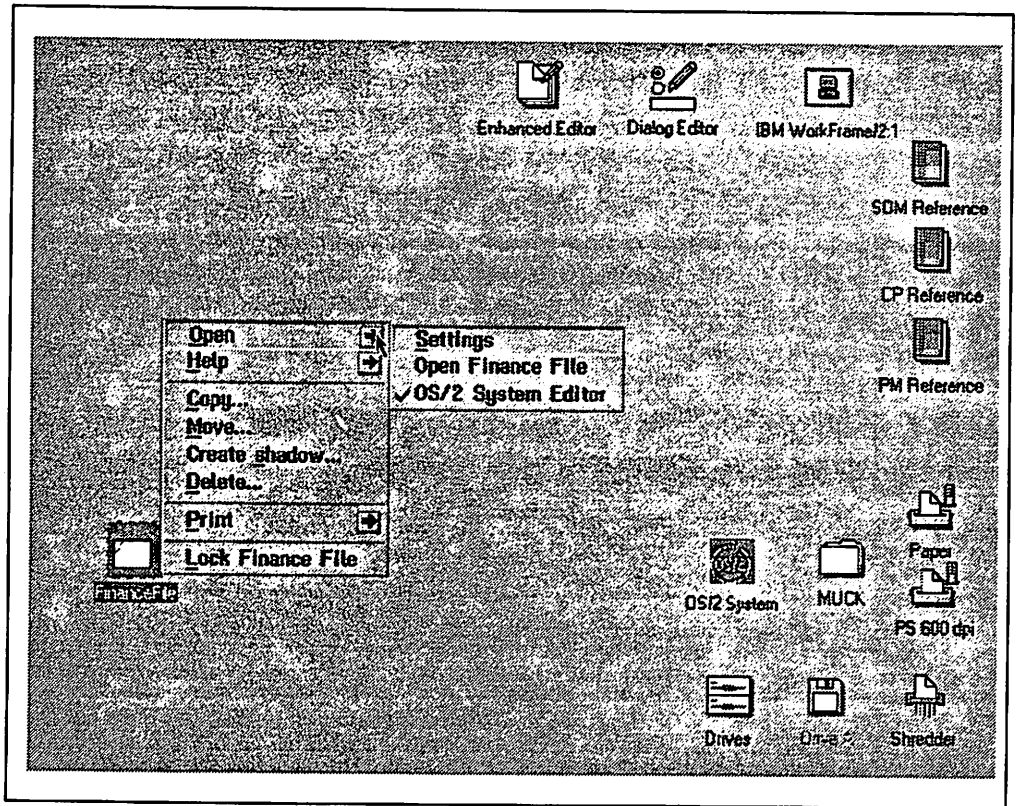 Enhanced Editor
Dialog Editor
IBM WorkFrame/2:1
SOM Reference
CP Reference
PM Reference
Open
Help
Copy...
Move...
Create shadow...
Delete...
Print
Lock Finance File
Settings
Open Finance File
✓OS/2 System Editor
FinanceFile
OS/2 System
MUCK
Paper
PS 600 dpi
Drives
Shredder